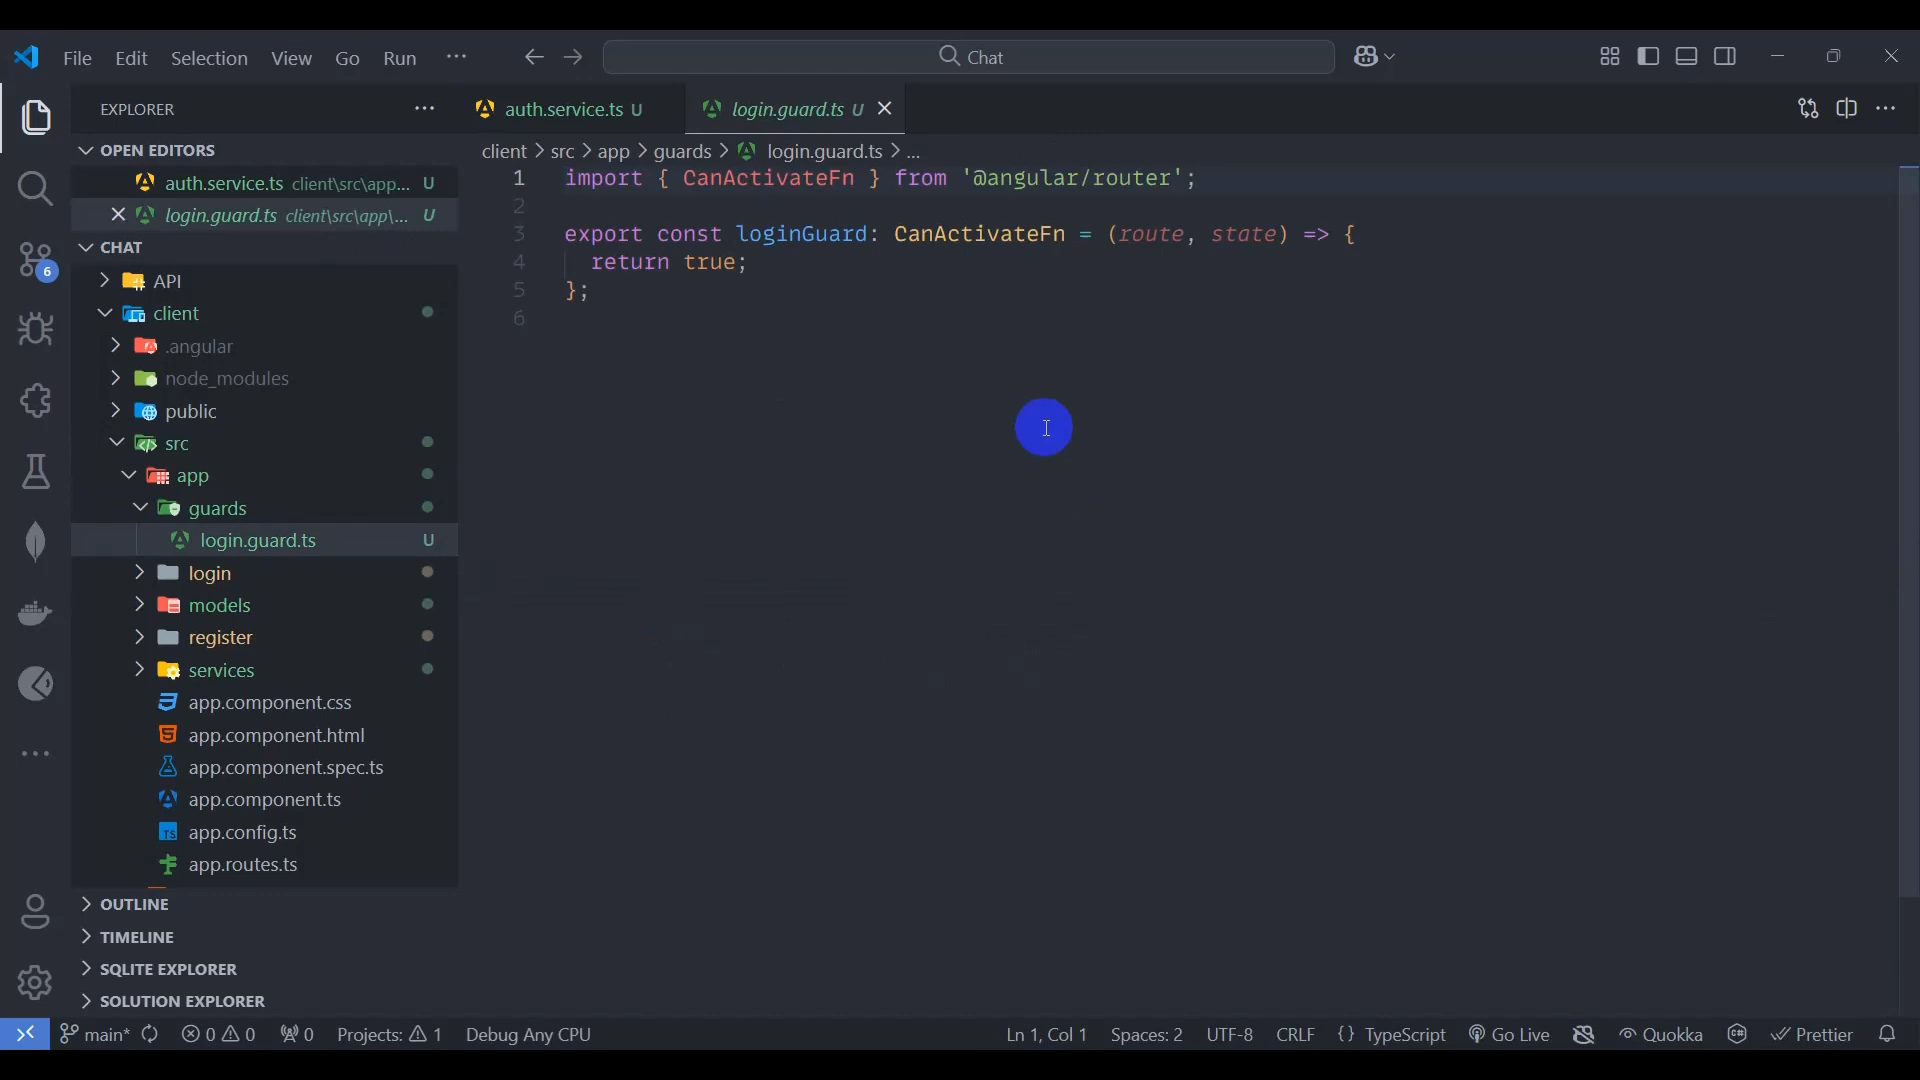 File Edit Selection View Go Run ··· Chat
EXPLORER ···
OPEN EDITORS
auth.service.ts client\src\app... U
login.guard.ts client\src\app\... U
CHAT
API
client
.angular
node_modules
public
src
app
guards
login.guard.ts U
login
models
register
services
app.component.css
app.component.html
app.component.spec.ts
app.component.ts
app.config.ts
app.routes.ts
OUTLINE
TIMELINE
SQLITE EXPLORER
SOLUTION EXPLORER
6
auth.service.ts U login.guard.ts U
client > src > app > guards > login.guard.ts > ...
1 import { CanActivateFn } from '@angular/router';
2
3 export const loginGuard: CanActivateFn = (route, state) => {
4 return true;
5 };
6
main* 0 0 0 Projects: 1 Debug Any CPU Ln 1, Col 1 Spaces: 2 UTF-8 CRLF {} TypeScript Go Live Quokka Prettier